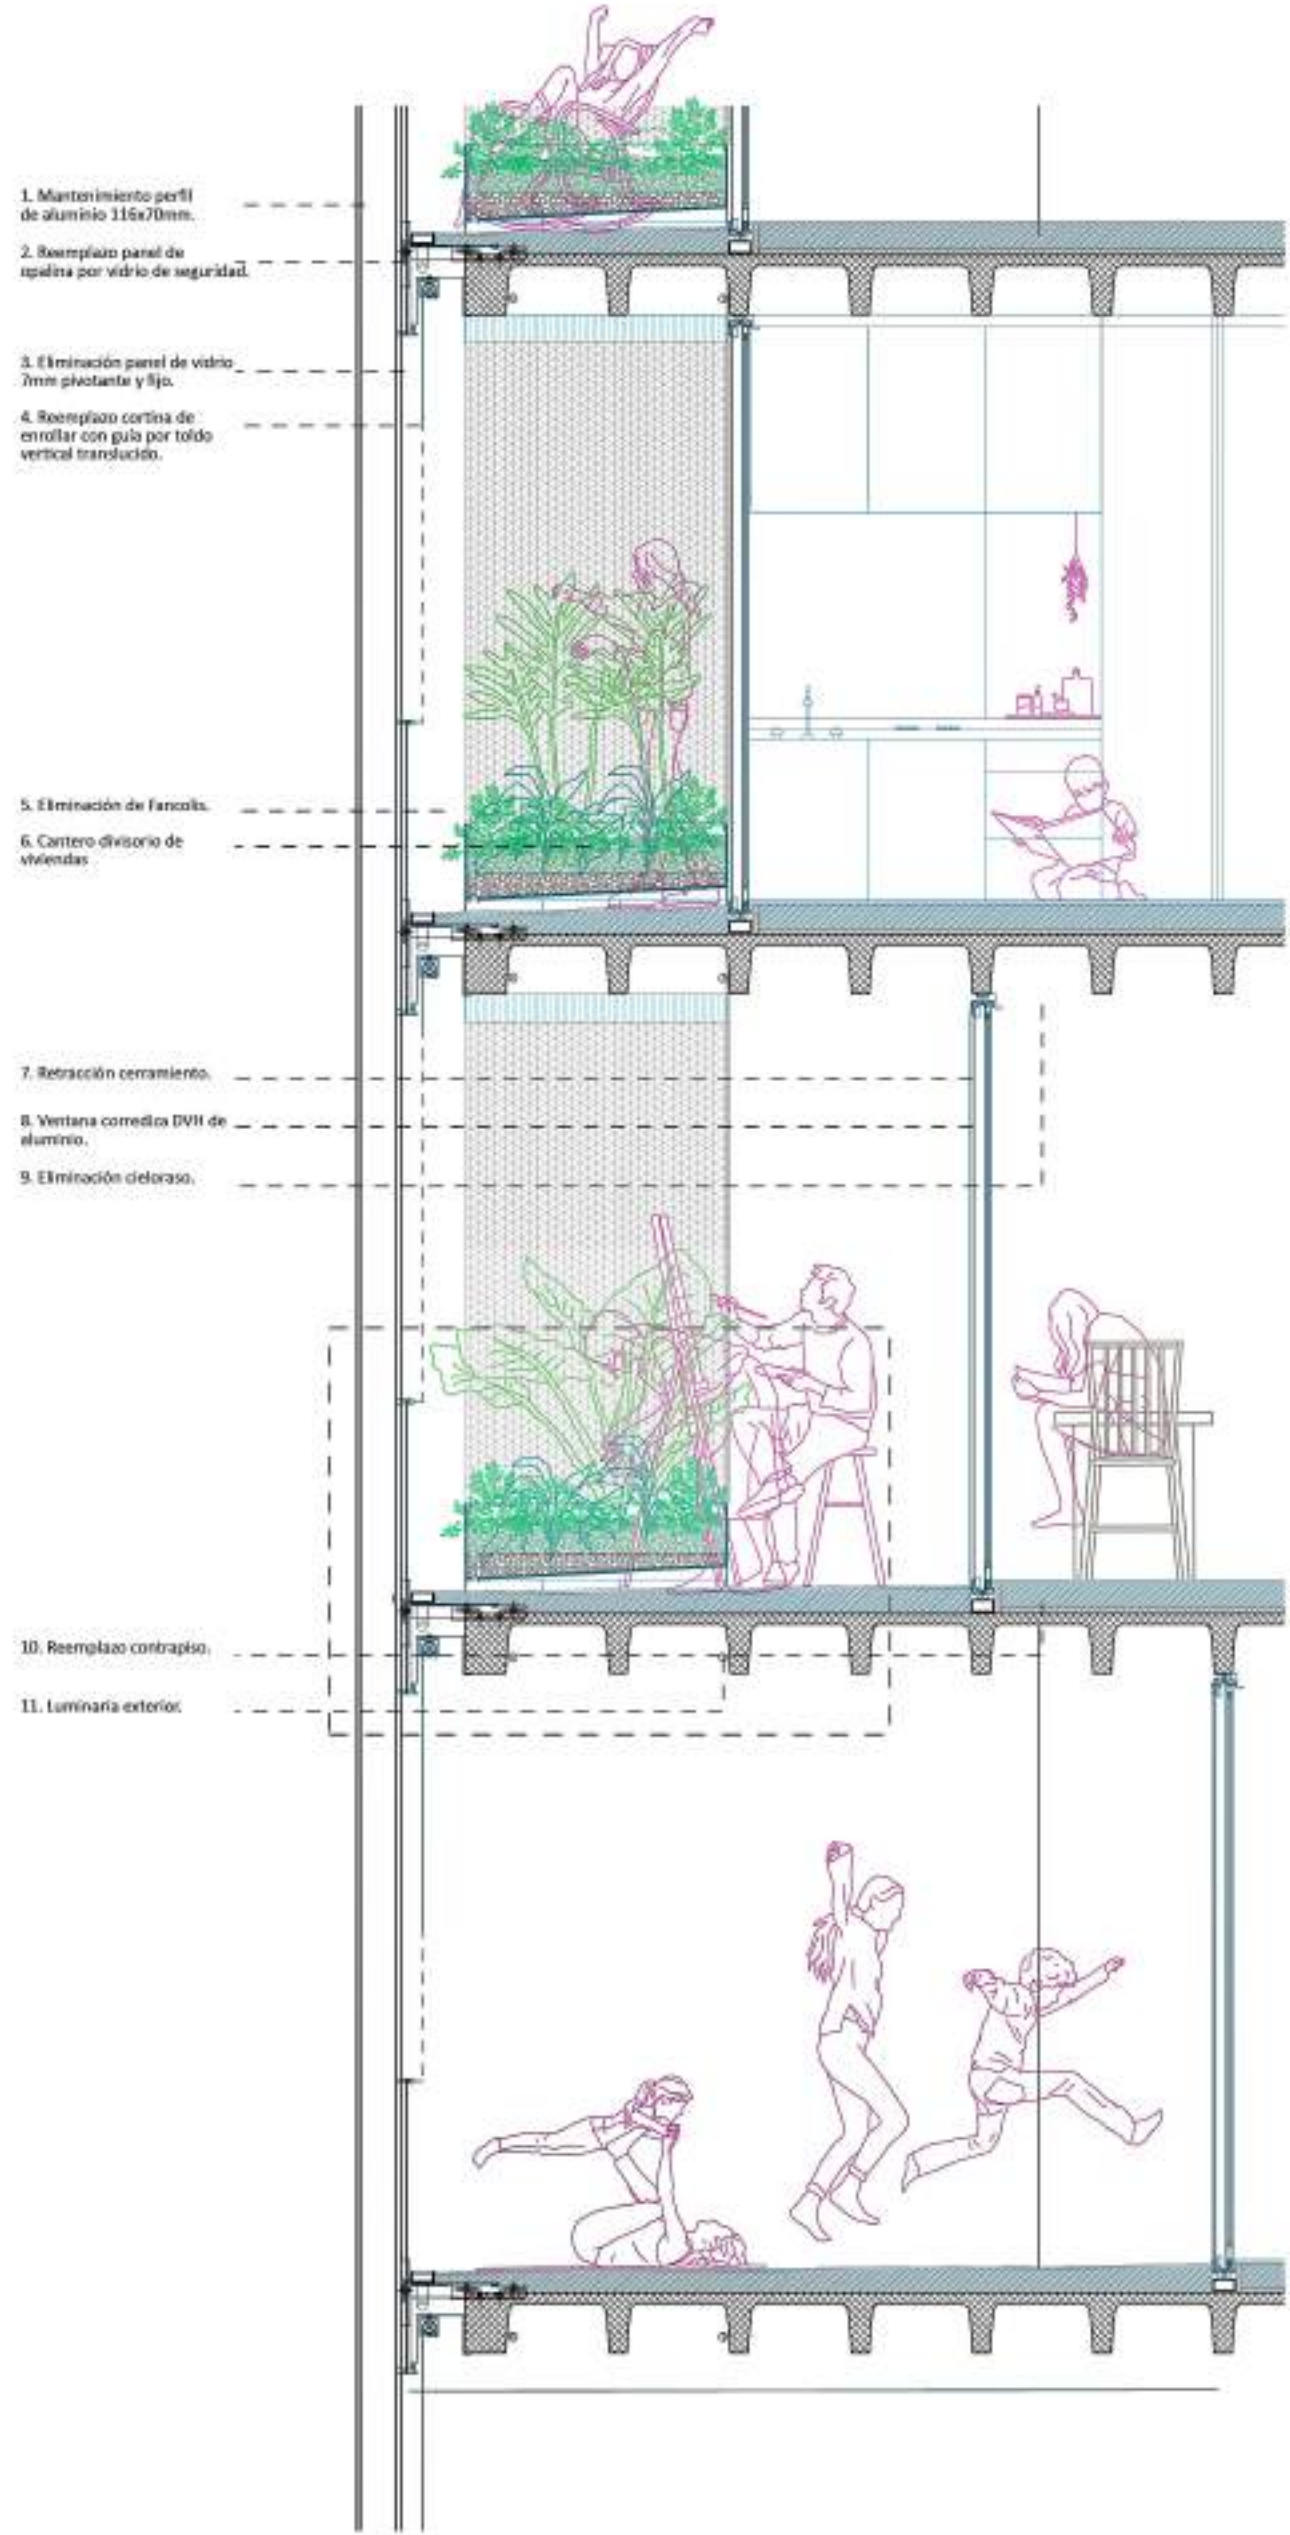 1. Mantenimiento perfil
de aluminio 116x70mm.
2. Reemplazo panel de
opalina por vidrio de seguridad.
3. Eliminación panel de vidrio
7mm pivotante y fijo.
4. Reemplazo cortina de
enrollar con guía por toldo
vertical translucido.
5. Eliminación de Fancoils.
6. Cantero divisorio de
viviendas
7. Retracción cerramiento.
8. Ventana corrediza DVH de
aluminio.
9. Eliminación cieloraso.
10. Reemplazo contrapiso.
11. Luminaria exterior.